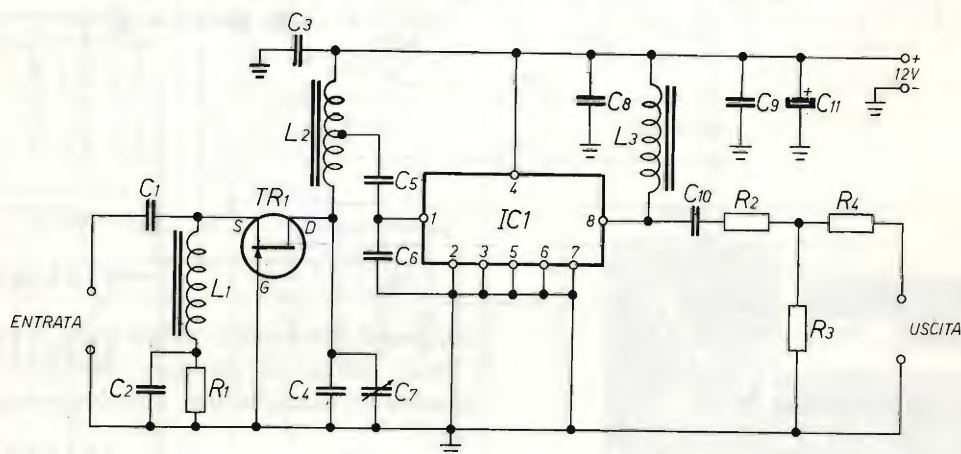 C3
+
12V
-
L2
C8
L3
C9
+
C11
C1
TR1
C5
4
C10
R2
R4
S
D
1
IC1
8
C6
2
3
5
6
7
L1
G
ENTRATA
R3
USCITA
C2
R1
C4
C7